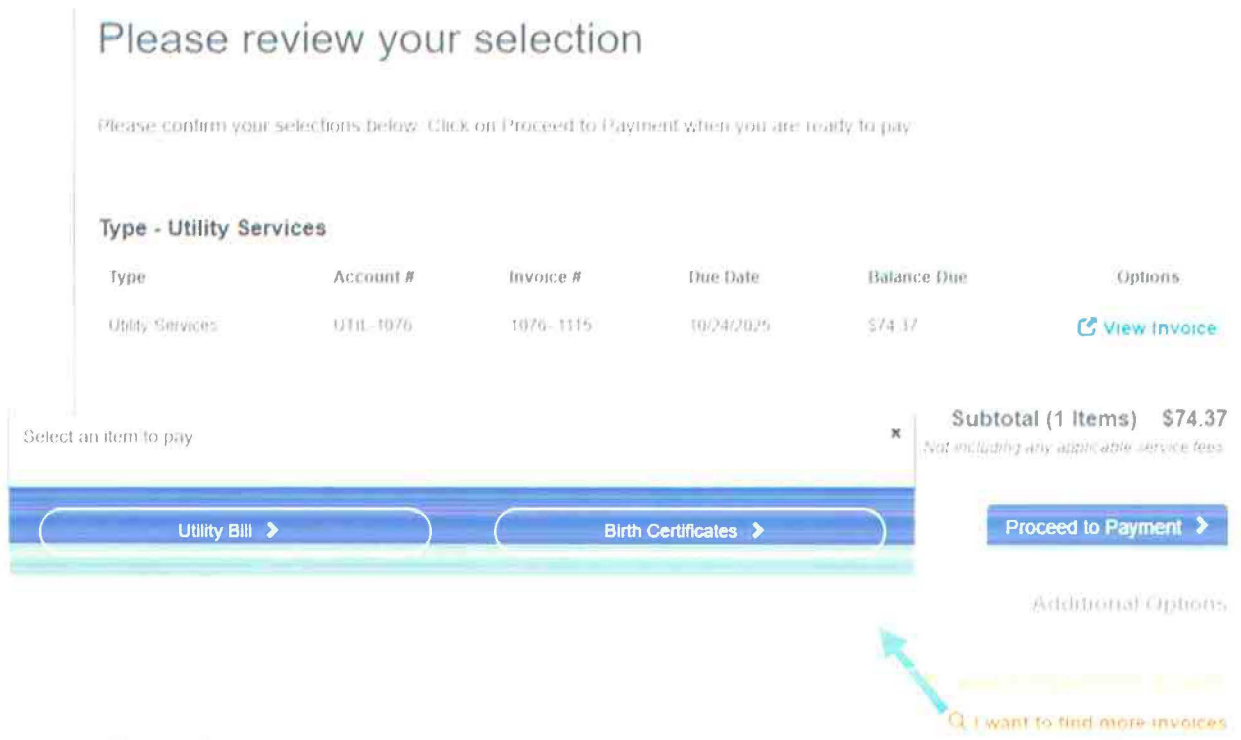 Please review your selection
Please confirm your selections below. Click on Proceed to Payment when you are ready to pay
Type - Utility Services
Type Account # Invoice # Due Date Balance Due Options
Utility Services UTIL-1076 1076-1115 10/24/2025 $74.37 View Invoice
Subtotal (1 Items) $74.37
Not including any applicable service fees
Select an item to pay x
Utility Bill >
Birth Certificates >
Proceed to Payment >
Additional Options
I want to find more invoices